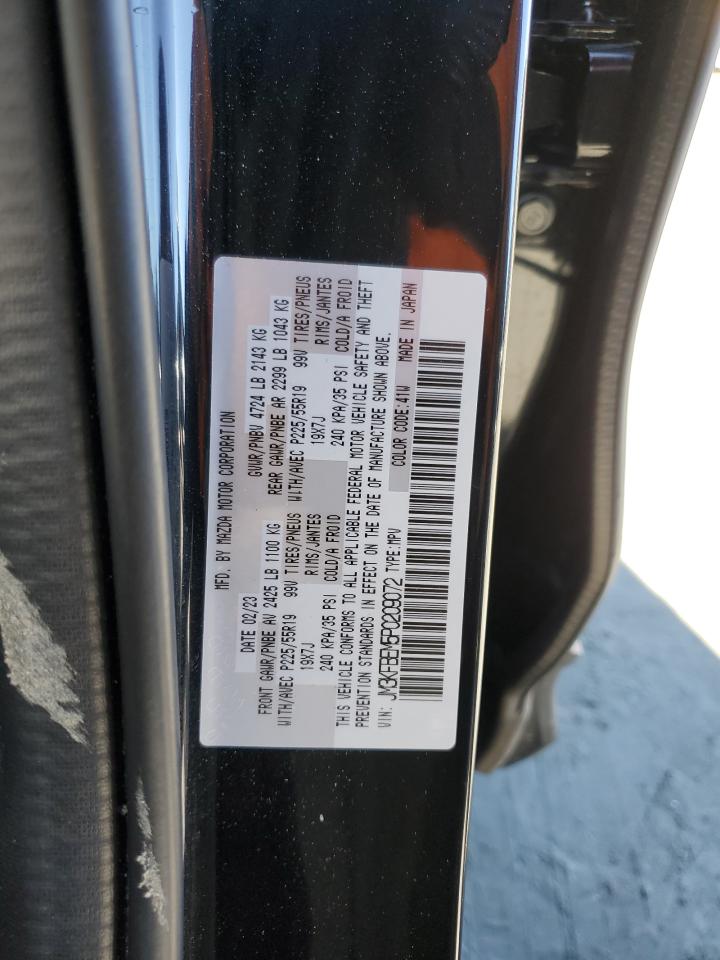 MFD. BY MAZDA MOTOR CORPORATION
DATE 02/23 GVWR/PNBV 4724 LB 2143 KG
FRONT GAWR/PNBE AV 2425 LB 1100 KG REAR GAWR/PNBE AR 2299 LB 1043 KG
WITH/AVEC P225/55R19 99V TIRES/PNEUS WITH/AVEC P225/55R19 99V TIRES/PNEUS
19X7J RIMS/JANTES 19X7J RIMS/JANTES
240 KPA/35 PSI COLD/A FROID 240 KPA/35 PSI COLD/A FROID
THIS VEHICLE CONFORMS TO ALL APPLICABLE FEDERAL MOTOR VEHICLE SAFETY AND THEFT
PREVENTION STANDARDS IN EFFECT ON THE DATE OF MANUFACTURE SHOWN ABOVE.
VIN: JM3KFBEM5P0209072 TYPE:MPV COLOR CODE:41W MADE IN JAPAN